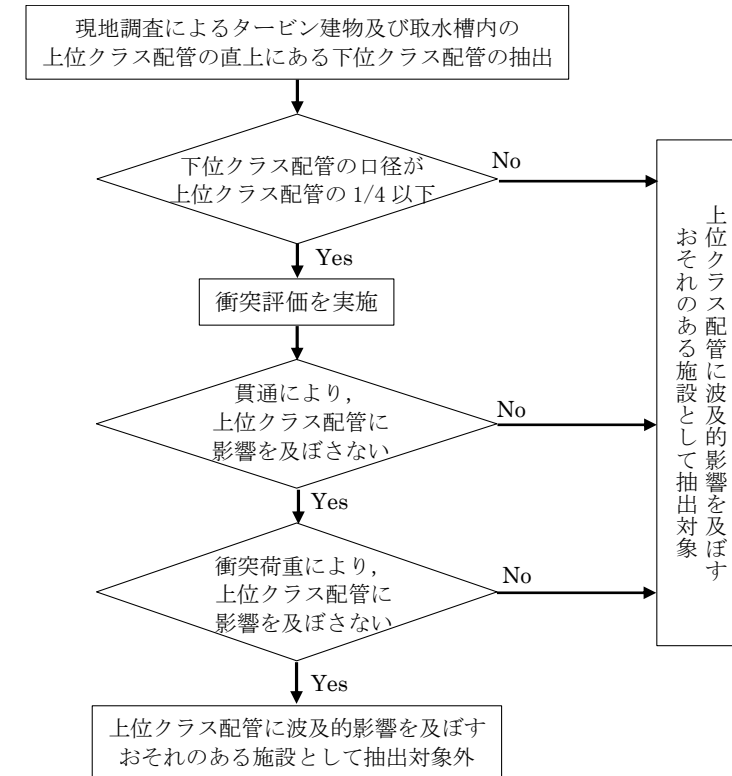 現地調査によるタービン建物及び取水槽内の
上位クラス配管の直上にある下位クラス配管の抽出
下位クラス配管の口径が
上位クラス配管の 1/4 以下
No
Yes
衝突評価を実施
貫通により，
上位クラス配管に
影響を及ぼさない
No
Yes
衝突荷重により，
上位クラス配管に
影響を及ぼさない
No
Yes
上位クラス配管に波及的影響を及ぼす
おそれのある施設として抽出対象外
上位クラス配管に波及的影響を及ぼす
おそれのある施設として抽出対象